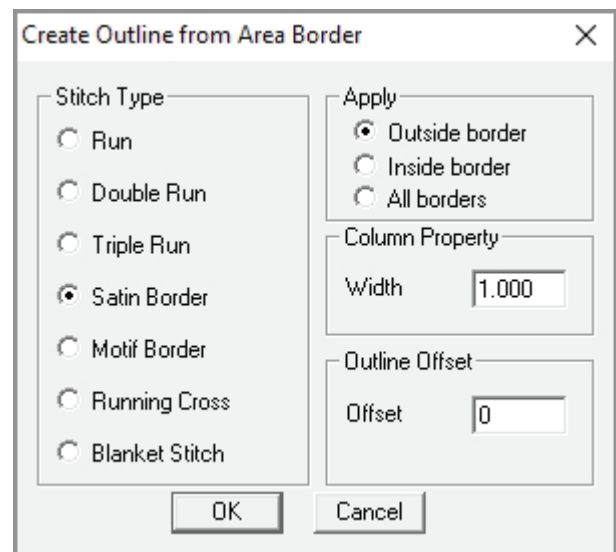 Create Outline from Area Border
Stitch Type
Run
Double Run
Triple Run
Satin Border
Motif Border
Running Cross
Blanket Stitch
Apply
Outside border
Inside border
All borders
Column Property
Width 1.000
Outline Offset
Offset 0
OK Cancel